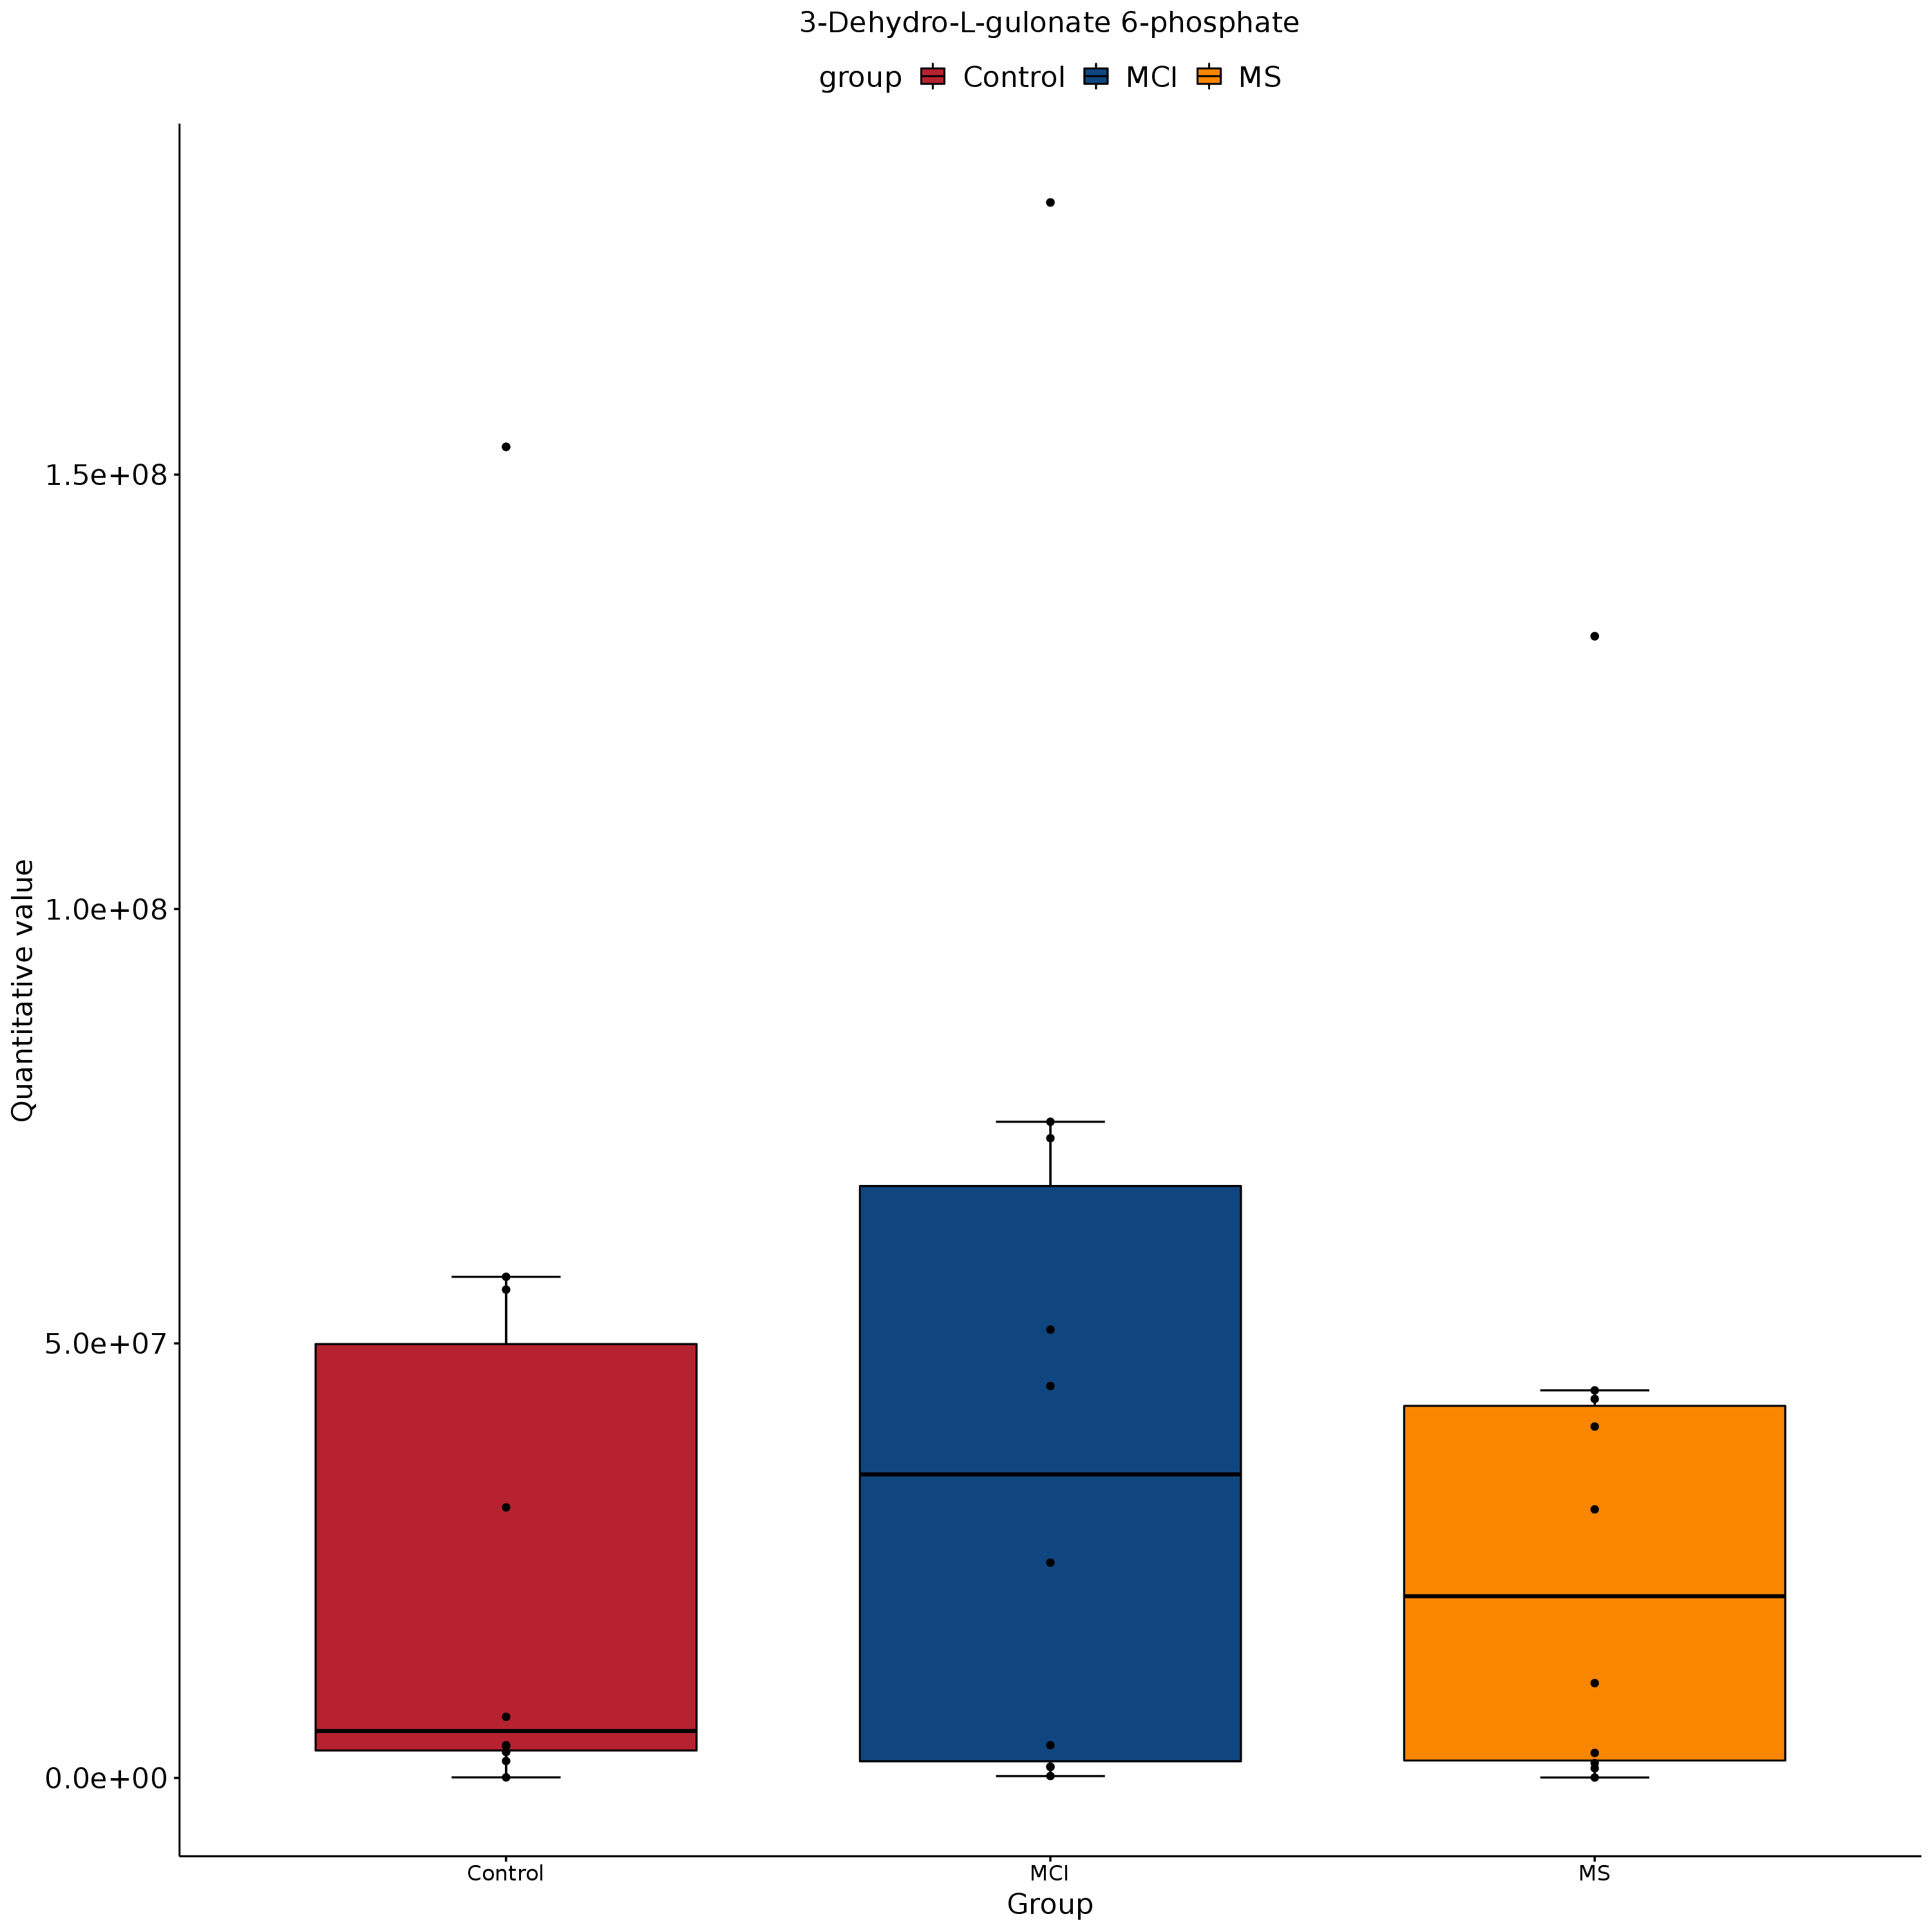 3-Dehydro-L-gulonate 6-phosphate
group Control MCI MS
Quantitative value
1.5e+08
1.0e+08
5.0e+07
0.0e+00
Control MCI MS
Group